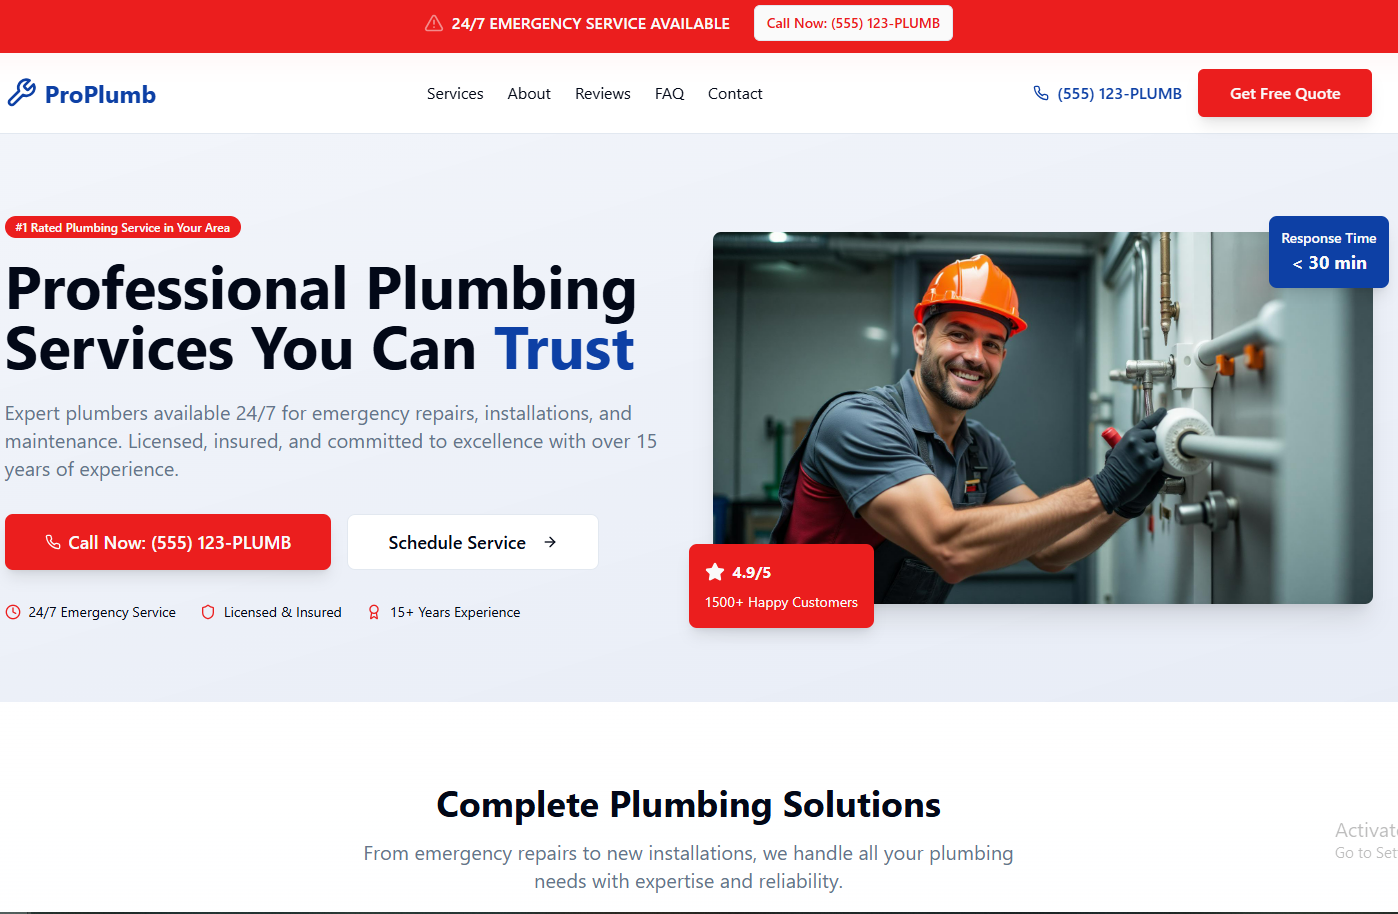 24/7 EMERGENCY SERVICE AVAILABLE
Call Now: (555) 123-PLUMB
ProPlumb
Services
About
Reviews
FAQ
Contact
(555) 123-PLUMB
Get Free Quote
#1 Rated Plumbing Service in Your Area
Professional Plumbing
Services You Can Trust
Expert plumbers available 24/7 for emergency repairs, installations, and
maintenance. Licensed, insured, and committed to excellence with over 15
years of experience.
Call Now: (555) 123-PLUMB
Schedule Service
24/7 Emergency Service
Licensed & Insured
15+ Years Experience
Response Time
< 30 min
4.9/5
1500+ Happy Customers
Complete Plumbing Solutions
From emergency repairs to new installations, we handle all your plumbing
needs with expertise and reliability.
Activate
Go to Set